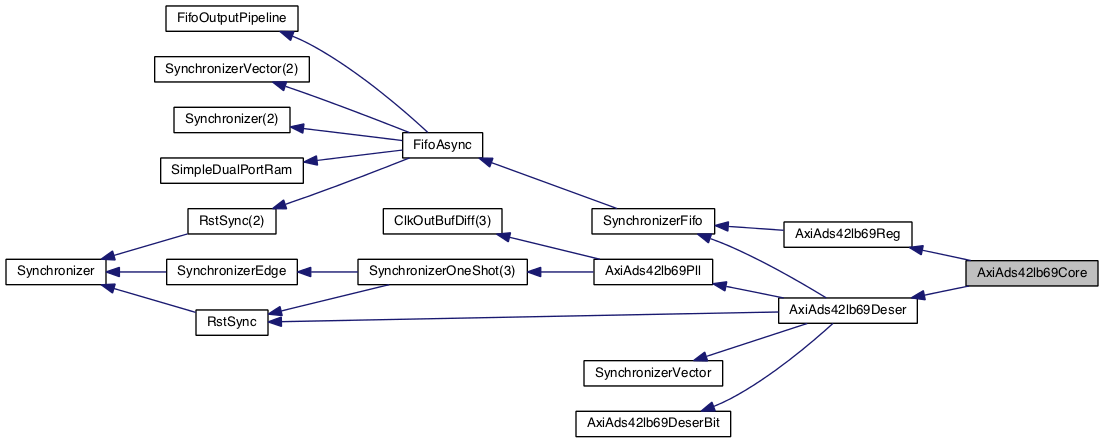 FifoOutputPipeline
SynchronizerVector(2)
Synchronizer(2)
FifoAsync
SimpleDualPortRam
RstSync(2)
ClkOutBufDiff(3)
SynchronizerFifo
AxiAds42lb69Reg
Synchronizer
SynchronizerEdge
SynchronizerOneShot(3)
AxiAds42lb69Pll
AxiAds42lb69Core
RstSync
AxiAds42lb69Deser
SynchronizerVector
AxiAds42lb69DeserBit